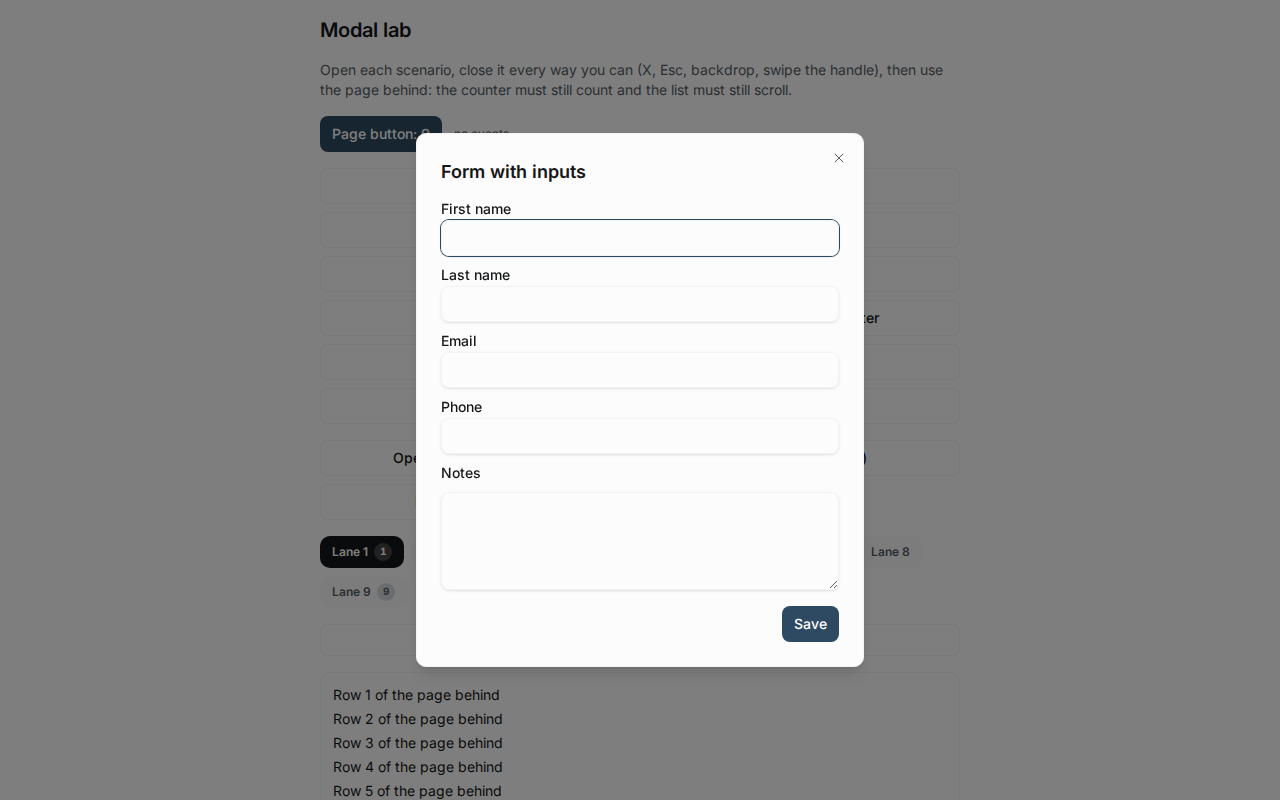 Modal lab
Open each scenario, close it every way you can (X, Esc, backdrop, swipe the handle), then use
the page behind: the counter must still count and the list must still scroll.
Page button:
Form with inputs
First name
Last name
Email
Phone
Notes
Save
Lane 1 1
Lane 8
Lane 9 9
Row 1 of the page behind
Row 2 of the page behind
Row 3 of the page behind
Row 4 of the page behind
Row 5 of the page behind